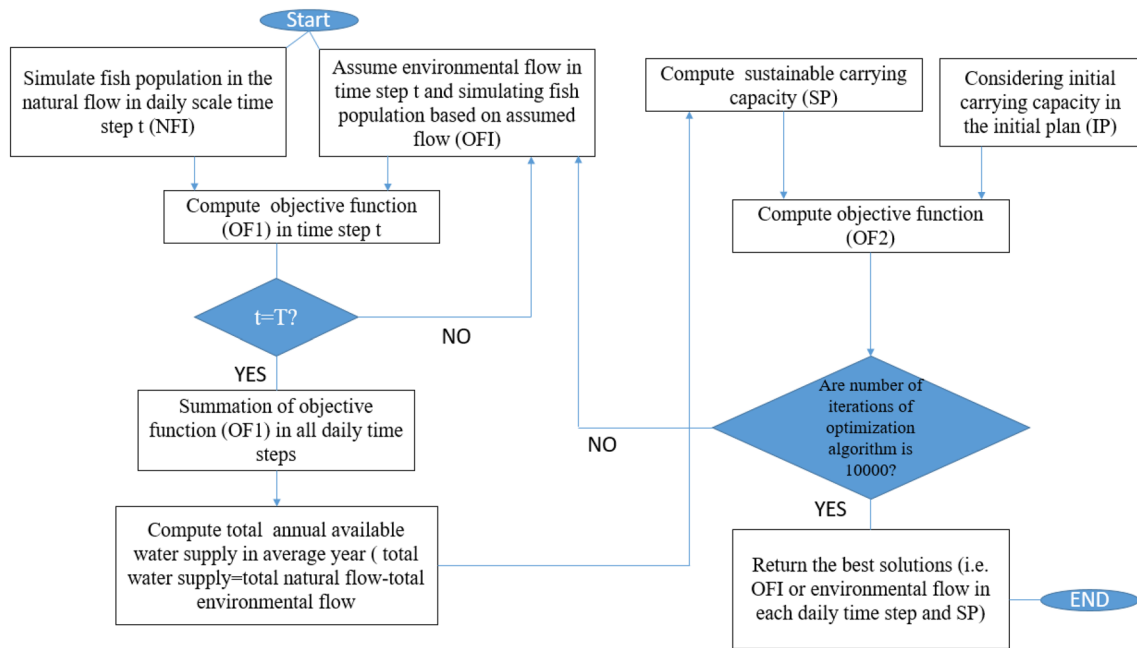 Start
Simulate fish population in the
natural flow in daily scale time
step t (NFI)
Assume environmental flow in
time step t and simulating fish
population based on assumed
flow (OFI)
Compute  objective function
(OF1) in time step t
t=T?
NO
YES
Summation of objective
function (OF1) in all daily time
steps
Compute total  annual available
water supply in average year ( total
water supply=total natural flow-total
environmental flow
Compute  sustainable carrying
capacity (SP)
Considering initial
carrying capacity in
the initial plan (IP)
Compute objective function
(OF2)
Are number of
iterations of
optimization
algorithm is
10000?
NO
YES
Return the best solutions (i.e.
OFI or environmental flow in
each daily time step and SP)
END